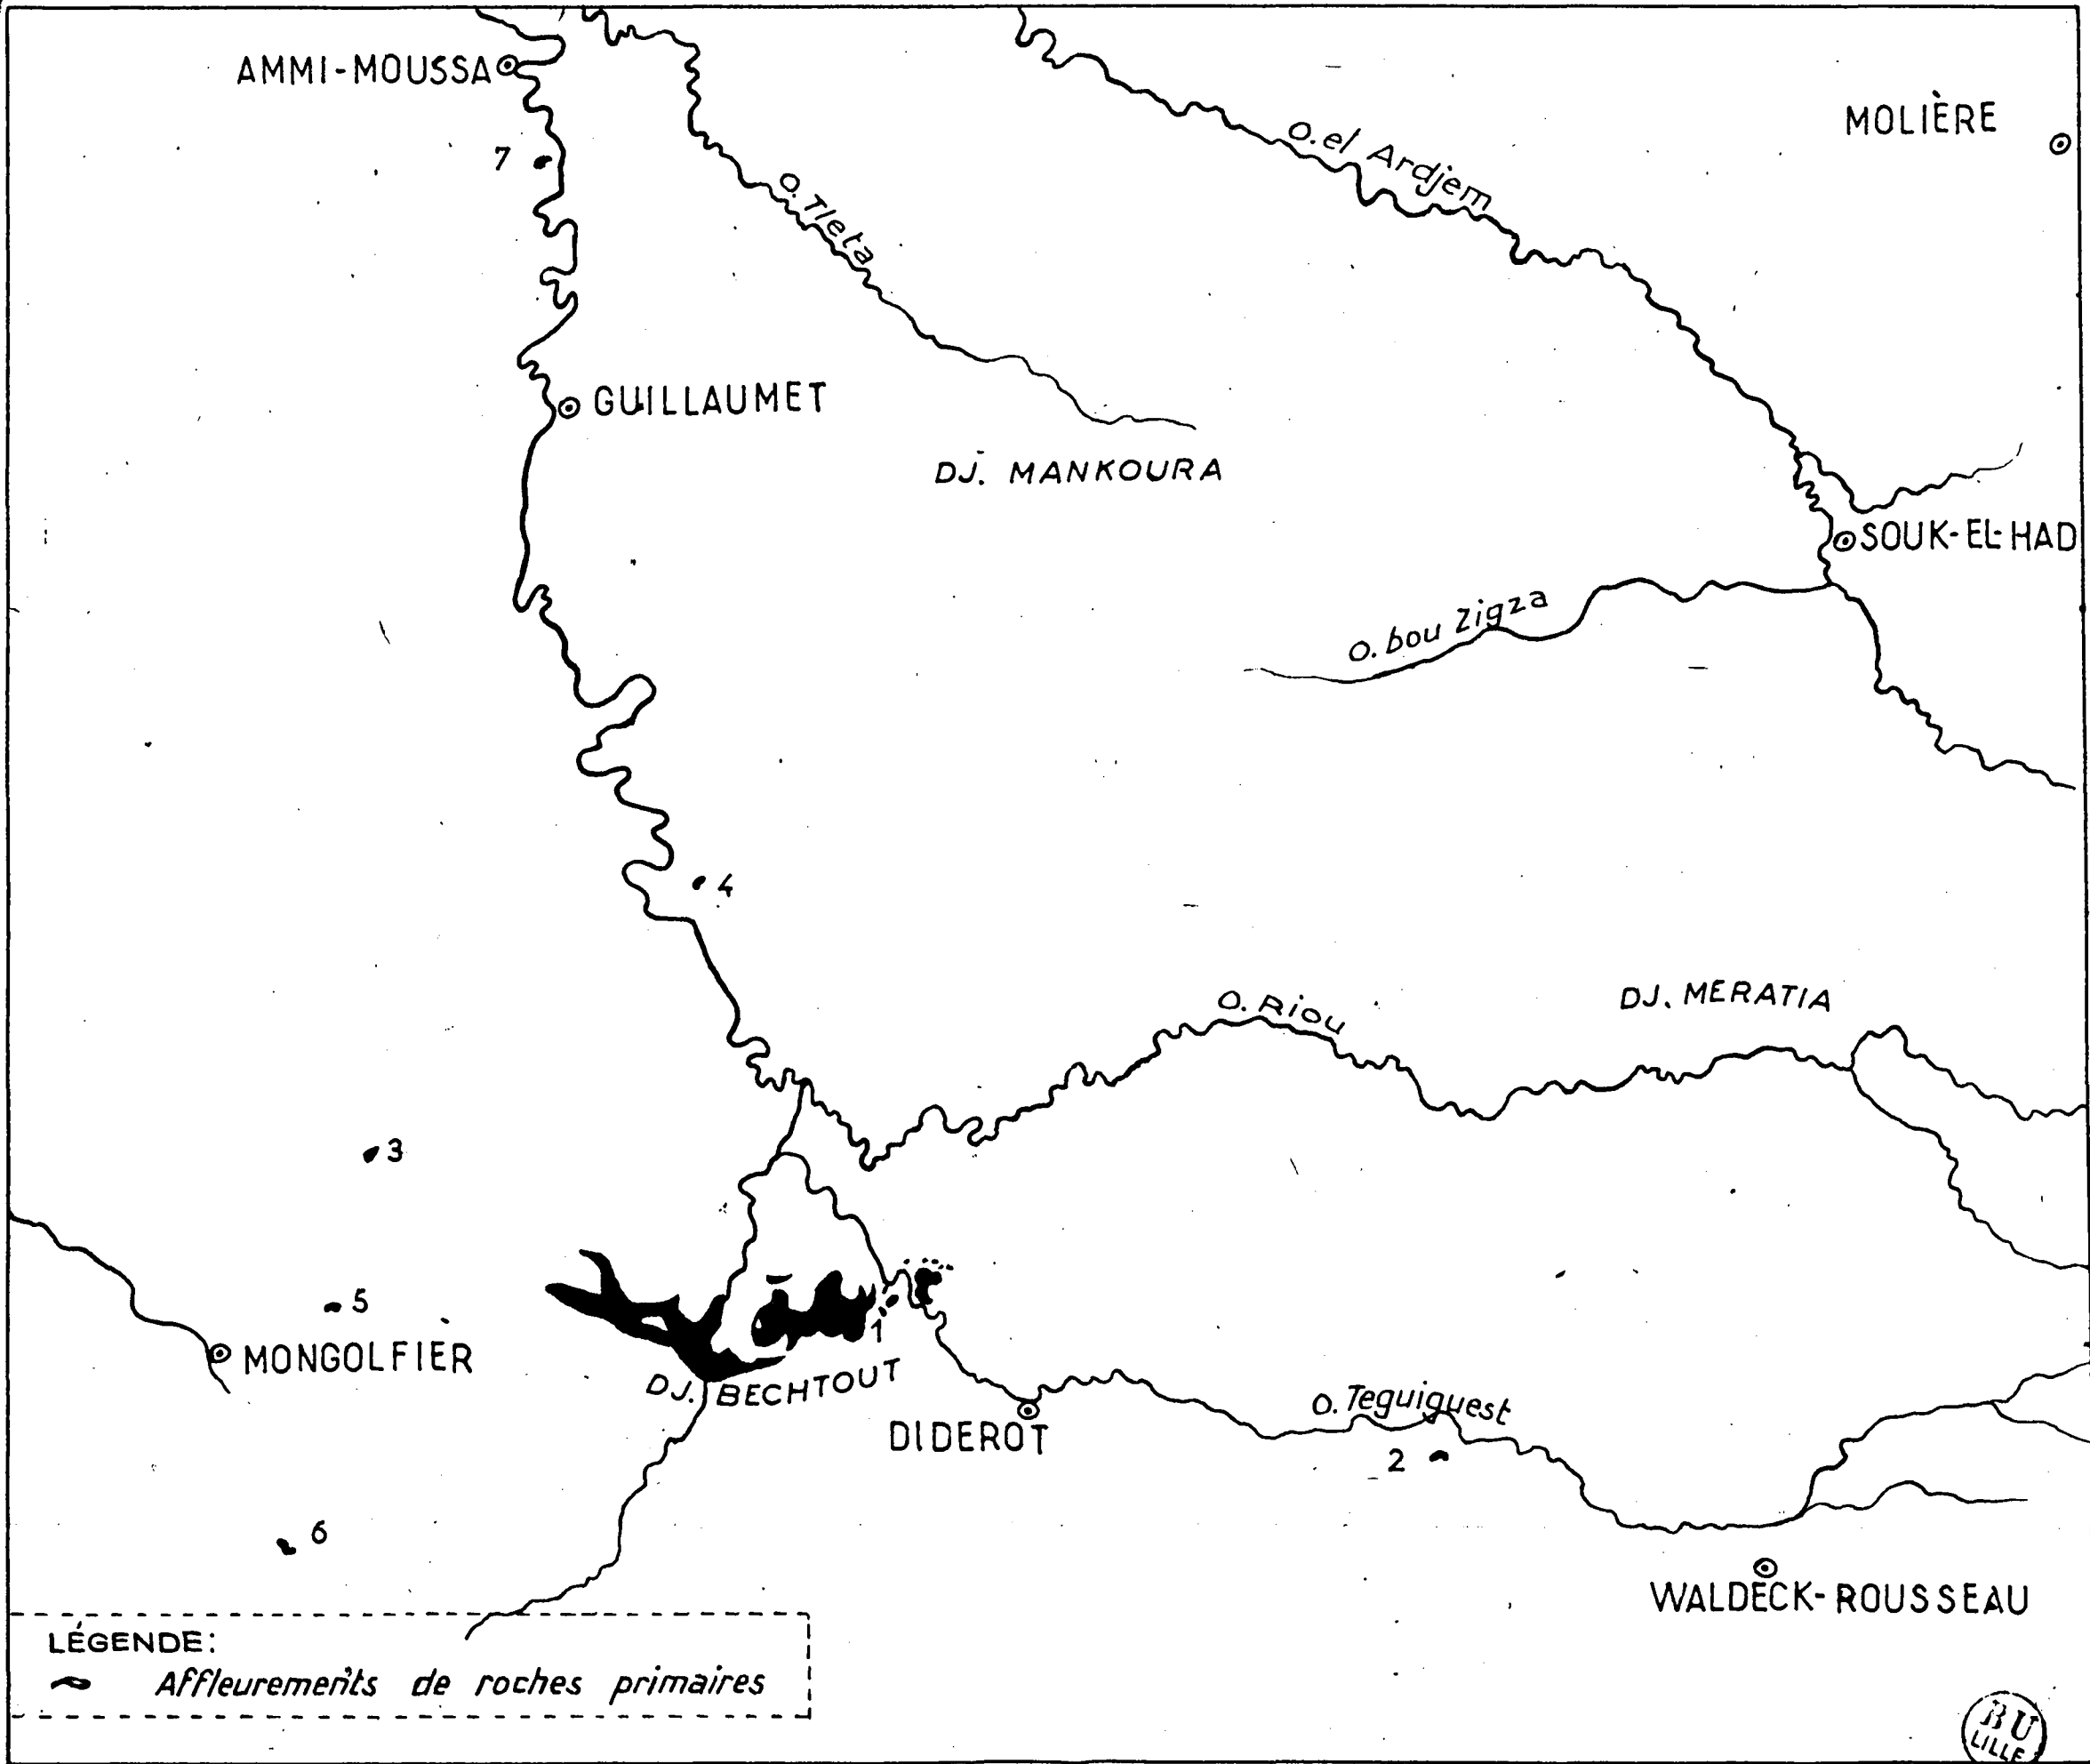 AMMI-MOUSSA
MOLIÈRE
O. el Ardjem
7
O. Tleta
GUILLAUMET
DJ. MANKOURA
SOUK-EL-HAD
O. bou Zigza
4
O. Riou
DJ. MERATIA
3
5
MONGOLFIER
1
DJ. BECHTOUT
DIDEROT
O. Teguiguest
2
6
WALDECK-ROUSSEAU
LÉGENDE:
Affleurements de roches primaires
BU
LILLE